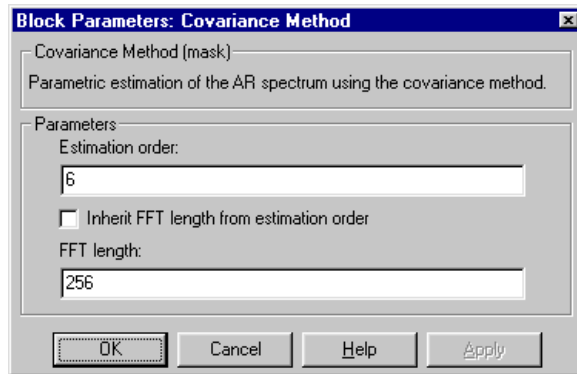 Block Parameters: Covariance Method
Covariance Method (mask)
Parametric estimation of the AR spectrum using the covariance method.
Parameters
Estimation order:
6
Inherit FFT length from estimation order
FFT length:
256
OK Cancel Help Apply